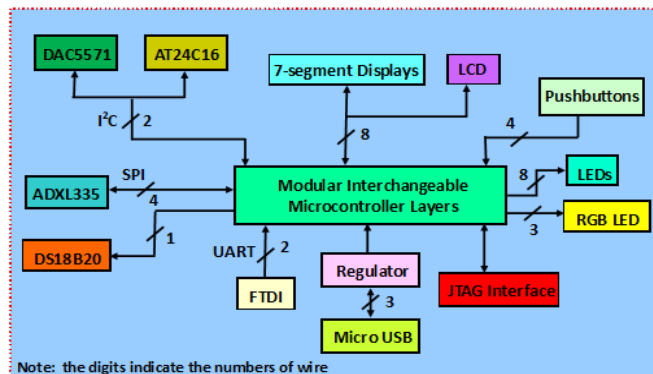 DAC5571
AT24C16
7-segment Displays
LCD
Pushbuttons
I²C
2
8
4
SPI
4
ADXL335
Modular Interchangeable
Microcontroller Layers
8
LEDs
3
RGB LED
1
DS18B20
UART
2
FTDI
Regulator
3
Micro USB
JTAG Interface
Note: the digits indicate the numbers of wire